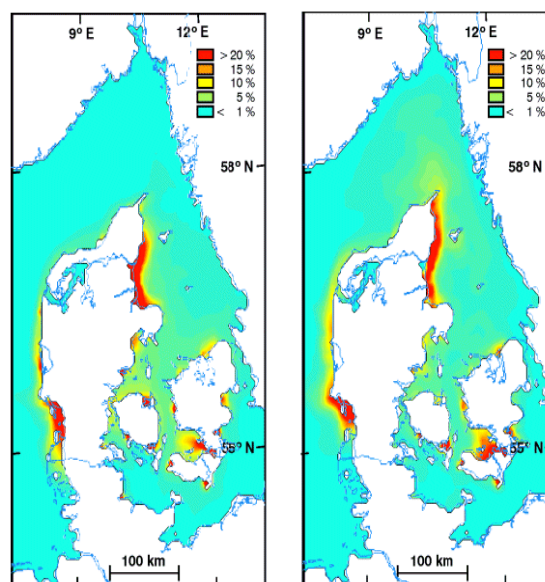 9° E 12° E
> 20 %
15 %
10 %
5 %
< 1 %
58° N
55° N
100 km
9° E 12° E
> 20 %
15 %
10 %
5 %
< 1 %
58° N
55° N
100 km